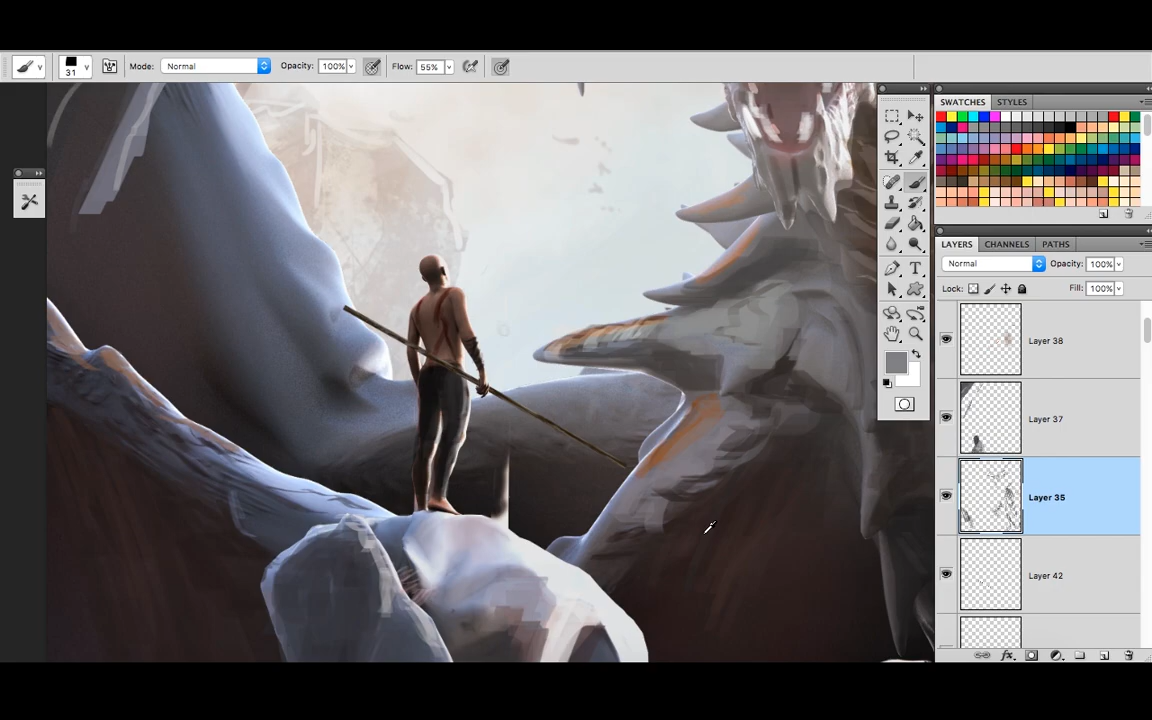 31
Mode: Normal
Opacity: 100%
Flow: 55%
SWATCHES STYLES
LAYERS CHANNELS PATHS
Normal
Opacity: 100%
Lock:
Fill: 100%
Layer 38
Layer 37
Layer 35
Layer 42